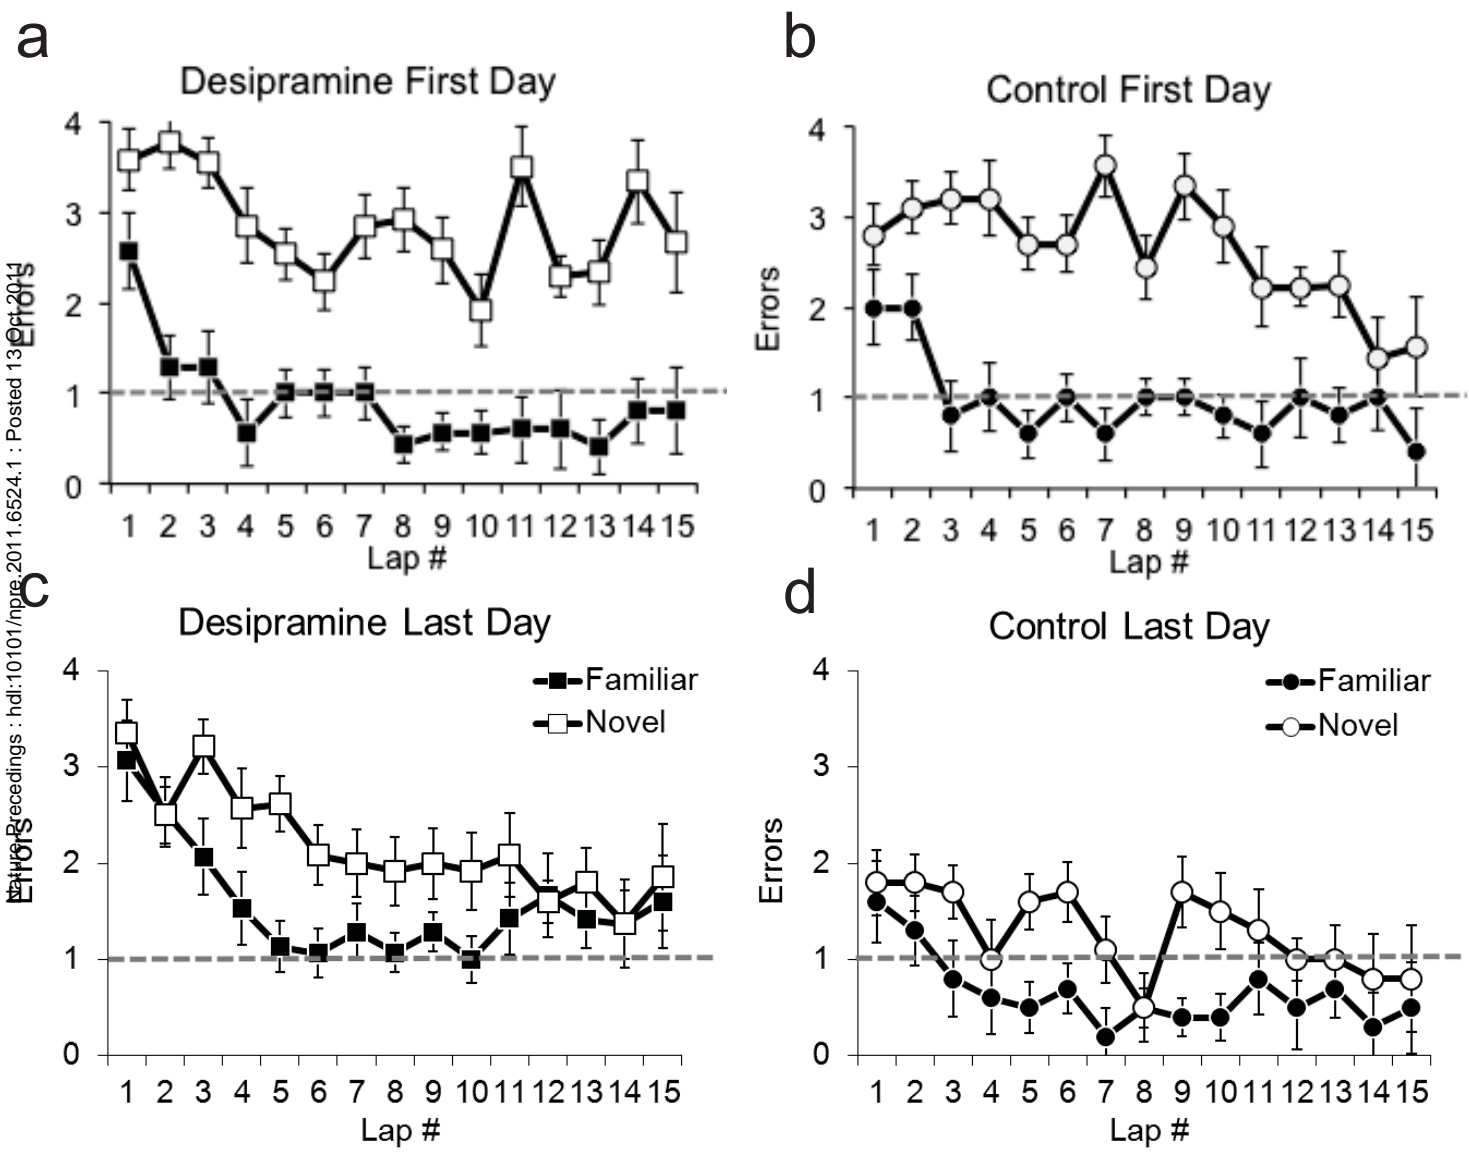 a
Desipramine First Day
4
3
2
1
0
Errors
1 2 3 4 5 6 7 8 9 10 11 12 13 14 15
Lap #
b
Control First Day
4
3
2
1
0
Errors
1 2 3 4 5 6 7 8 9 10 11 12 13 14 15
Lap #
c
Desipramine Last Day
4
3
2
1
0
Errors
Familiar
Novel
1 2 3 4 5 6 7 8 9 10 11 12 13 14 15
Lap #
d
Control Last Day
4
3
2
1
0
Errors
Familiar
Novel
1 2 3 4 5 6 7 8 9 10 11 12 13 14 15
Lap #
Nature Precedings : hdl:10101/npre.2011.6524.1 : Posted 13 Oct 2011